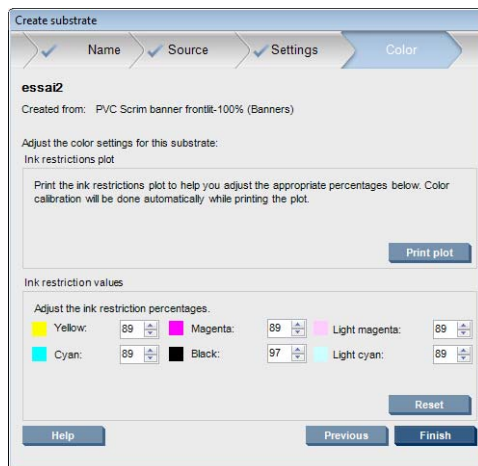 Create substrate
Name Source Settings Color
essai2
Created from: PVC Scrim banner frontlit-100% (Banners)
Adjust the color settings for this substrate:
Ink restrictions plot
Print the ink restrictions plot to help you adjust the appropriate percentages below. Color
calibration will be done automatically while printing the plot.
Print plot
Ink restriction values
Adjust the ink restriction percentages.
Yellow: 89 Magenta: 89 Light magenta: 89
Cyan: 89 Black: 97 Light cyan: 89
Reset
Help Previous Finish